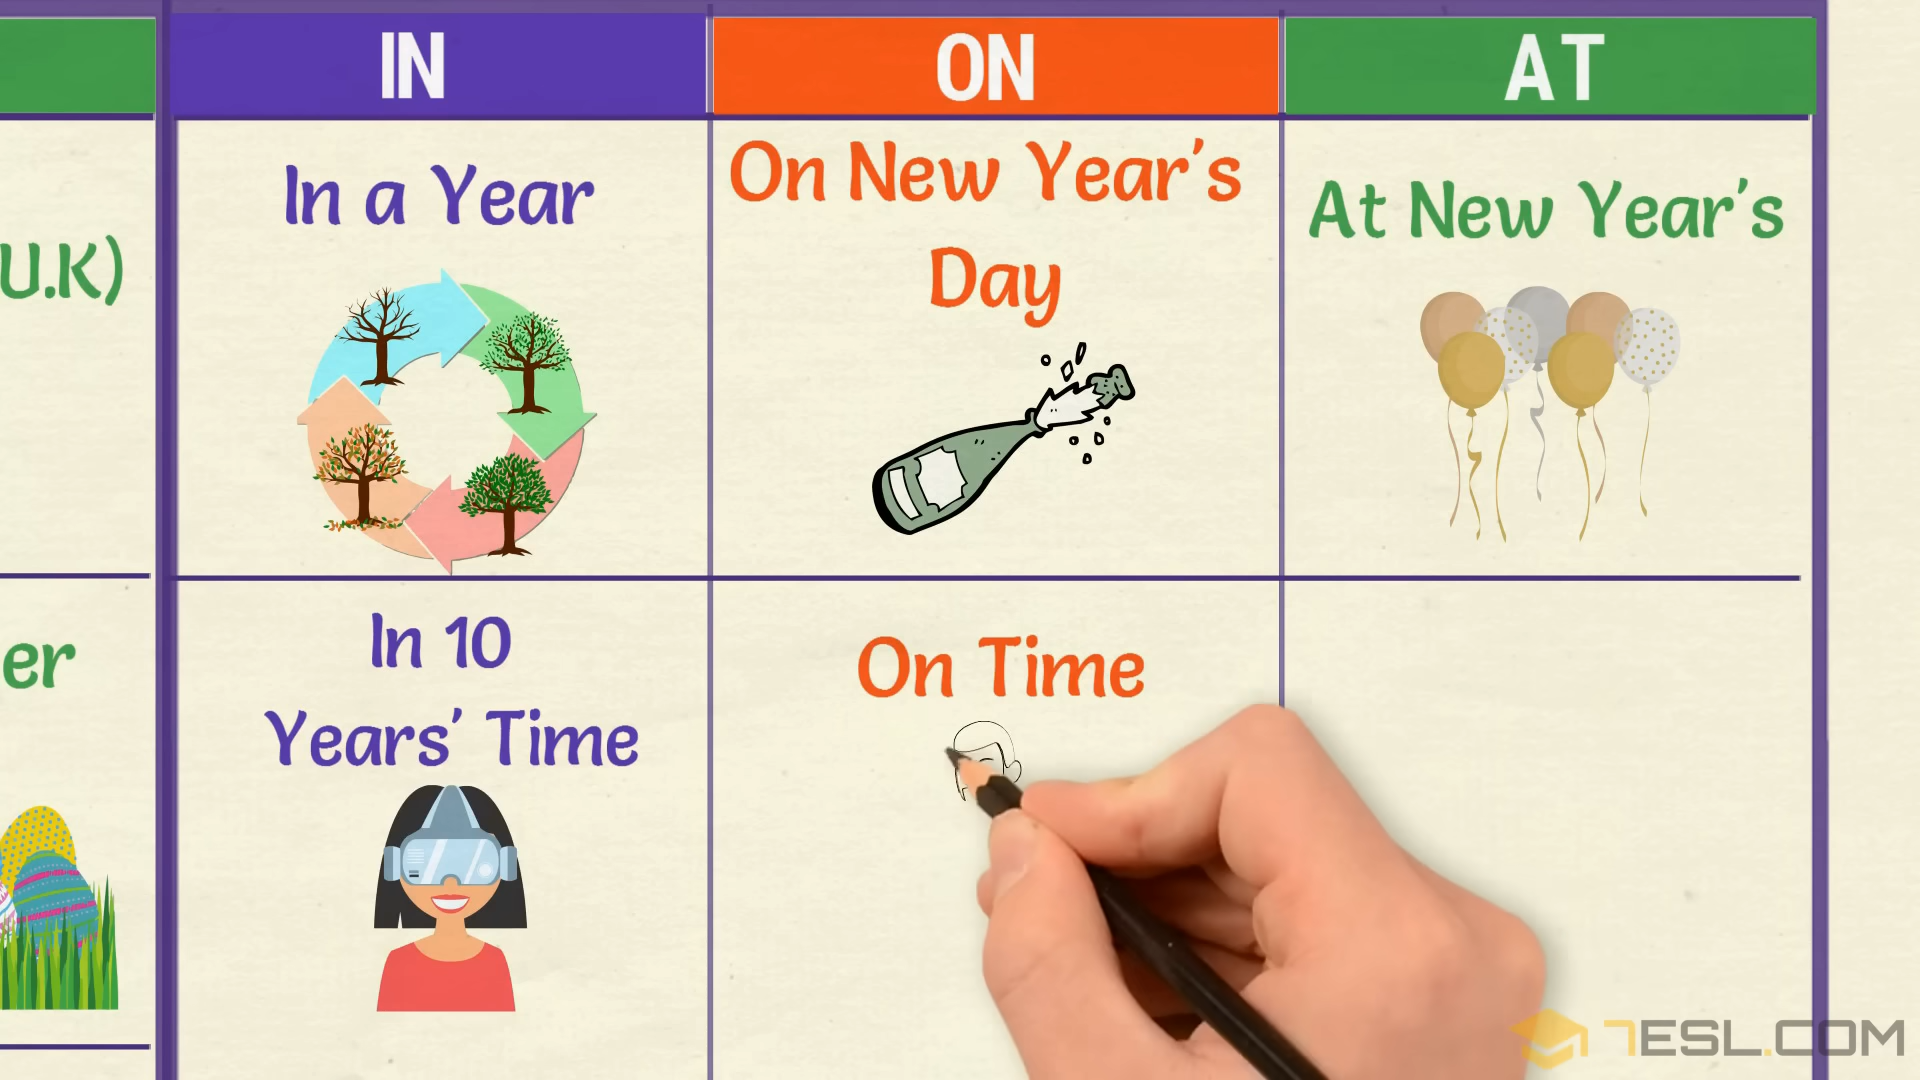 IN
ON
AT
U.K)
In a Year
On New Year's
Day
At New Year's
er
In 10
Years' Time
On Time
7ESL.COM